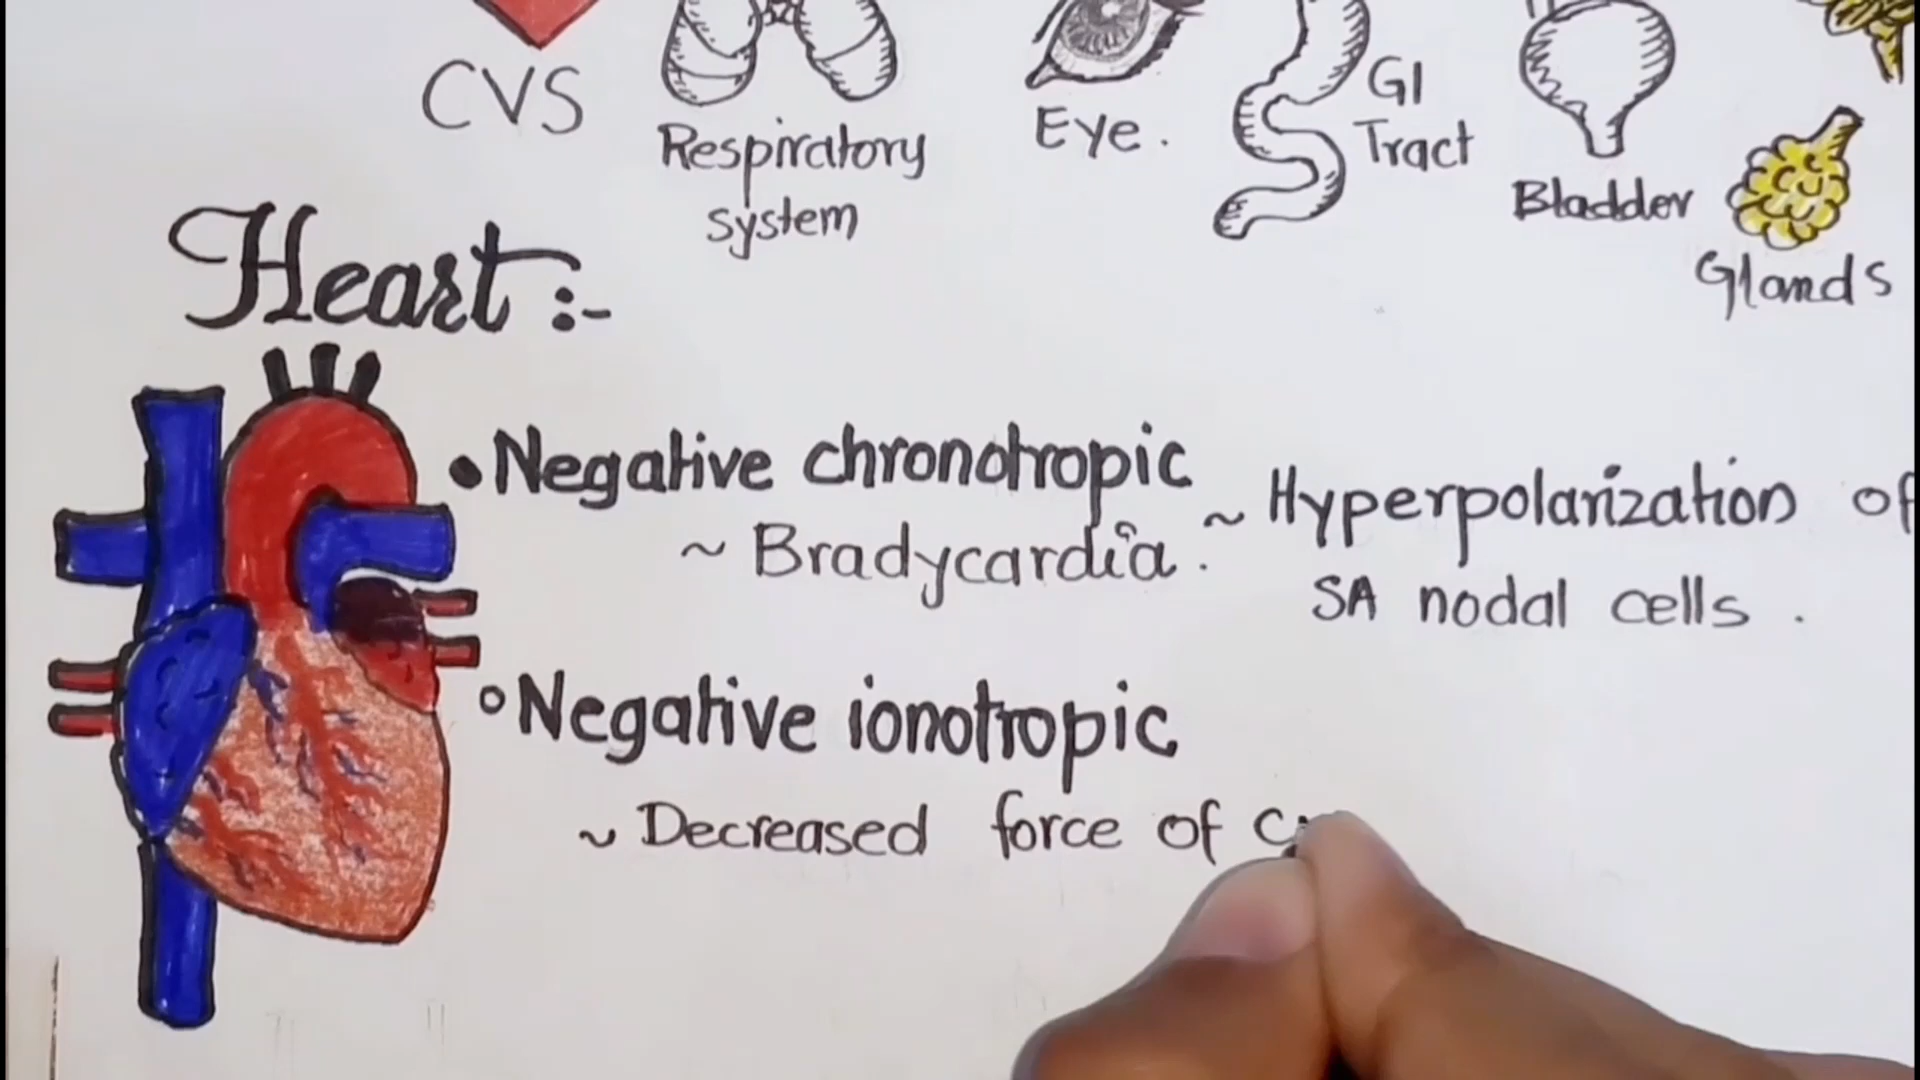 CVS
Respiratory
system
Eye.
GI
Tract
Bladder
Glands
Heart :-
• Negative chronotropic
~ Bradycardia.
~ Hyperpolarization of
SA nodal cells.
° Negative ionotropic
~ Decreased force of